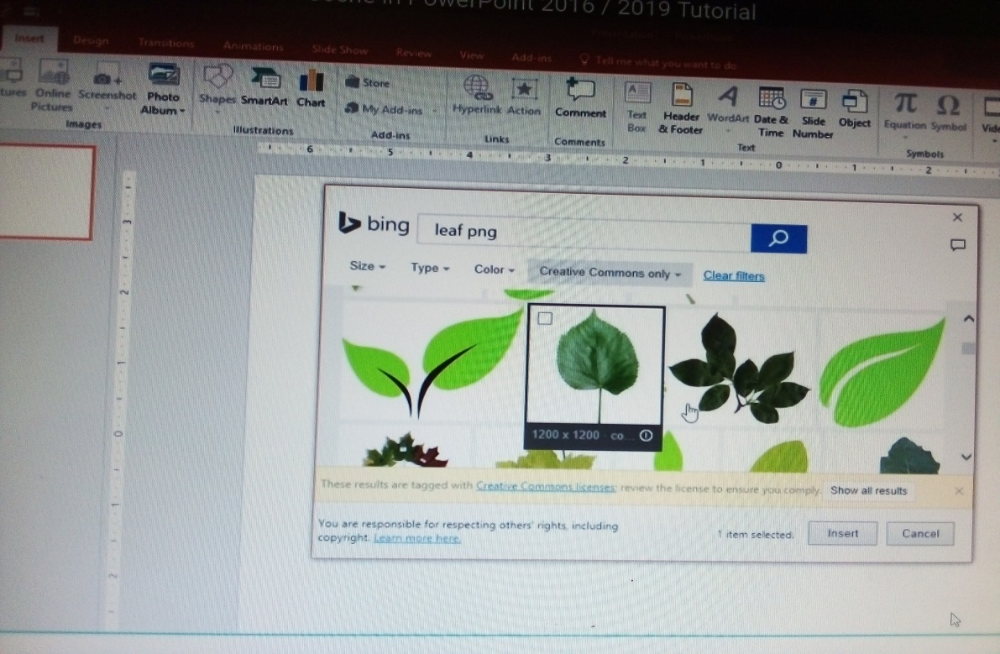 PowerPoint 2016 / 2019 Tutorial
Insert Design Transitions Animations Slide Show Review View Add-ins Tell me what you want to do
Online Pictures
Screenshot
Photo Album
Images
Shapes
SmartArt
Chart
Illustrations
Store
My Add-ins
Add-ins
Hyperlink
Action
Links
Comment
Comments
Text Box
Header & Footer
WordArt
Date & Time
Slide Number
Object
Text
Equation
Symbol
Symbols
6 5 4 3 2 1 0 1 2
3
2
1
0
1
2
bing
leaf png
Size Type Color Creative Commons only Clear filters
1200 x 1200 · co...
These results are tagged with Creative Commons licenses; review the license to ensure you comply. Show all results
You are responsible for respecting others' rights, including
copyright. Learn more here.
1 item selected.
Insert
Cancel